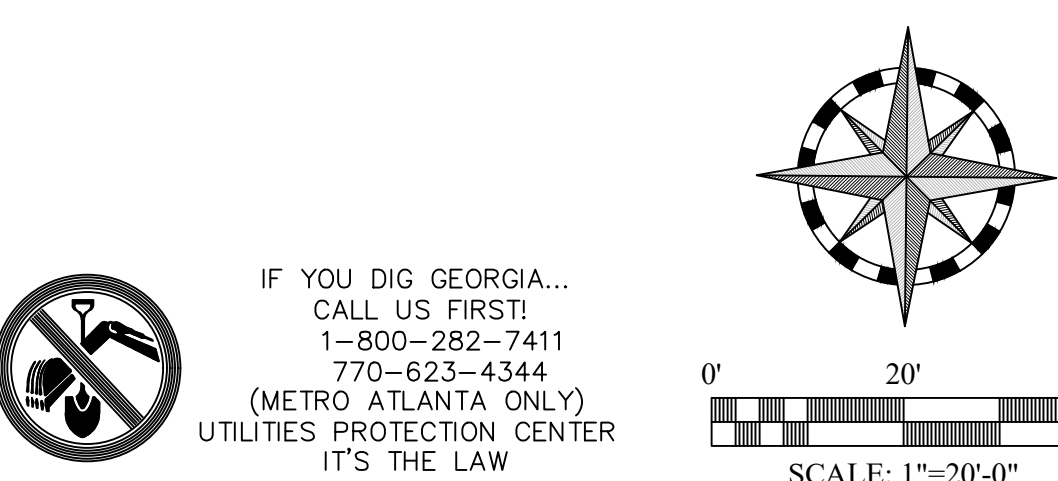 IF YOU DIG GEORGIA...
CALL US FIRST!
1-800-282-7411
770-623-4344
(METRO ATLANTA ONLY)
UTILITIES PROTECTION CENTER
IT'S THE LAW
0' 20'
SCALE: 1"=20'-0"